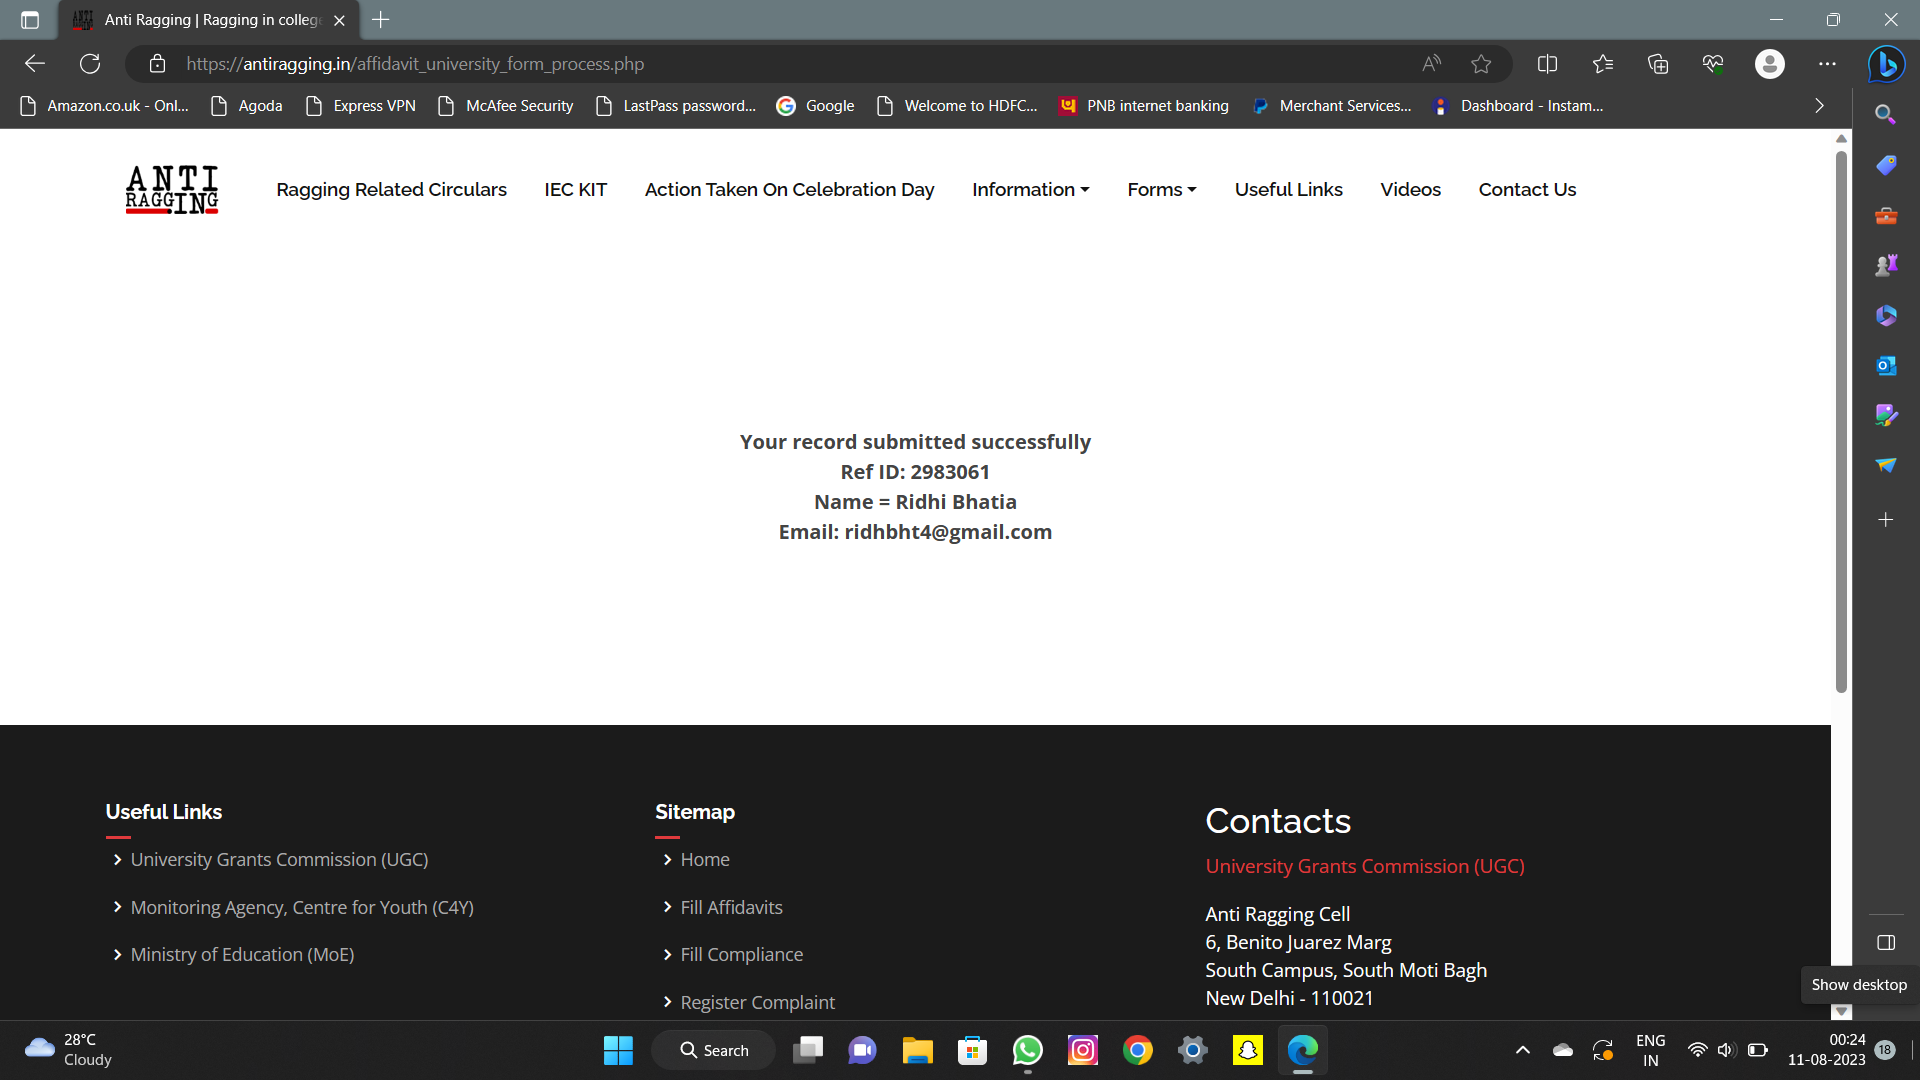 Anti Ragging | Ragging in colleg
https://antiragging.in/affidavit_university_form_process.php
Amazon.co.uk - Onl... Agoda Express VPN McAfee Security LastPass password... Google Welcome to HDFC... PNB internet banking Merchant Services... Dashboard - Instam...
ANTI
RAGGING
Ragging Related Circulars IEC KIT Action Taken On Celebration Day Information Forms Useful Links Videos Contact Us
Your record submitted successfully
Ref ID: 2983061
Name = Ridhi Bhatia
Email: ridhbht4@gmail.com
Useful Links
University Grants Commission (UGC)
Monitoring Agency, Centre for Youth (C4Y)
Ministry of Education (MoE)
Sitemap
Home
Fill Affidavits
Fill Compliance
Register Complaint
Contacts
University Grants Commission (UGC)
Anti Ragging Cell
6, Benito Juarez Marg
South Campus, South Moti Bagh
New Delhi - 110021
Show desktop
28°C
Cloudy
Search
ENG
IN
00:24
11-08-2023
18